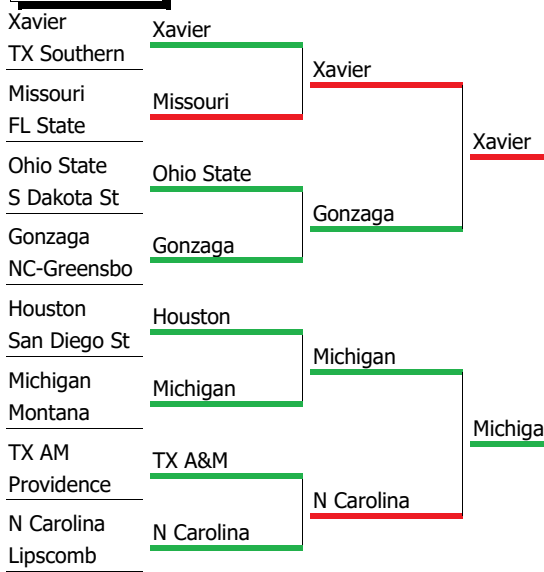 Xavier
TX Southern
Missouri
FL State
Ohio State
S Dakota St
Gonzaga
NC-Greensbo
Houston
San Diego St
Michigan
Montana
TX AM
Providence
N Carolina
Lipscomb
Xavier
Missouri
Ohio State
Gonzaga
Houston
Michigan
TX A&M
N Carolina
Xavier
Gonzaga
Michigan
N Carolina
Xavier
Michiga